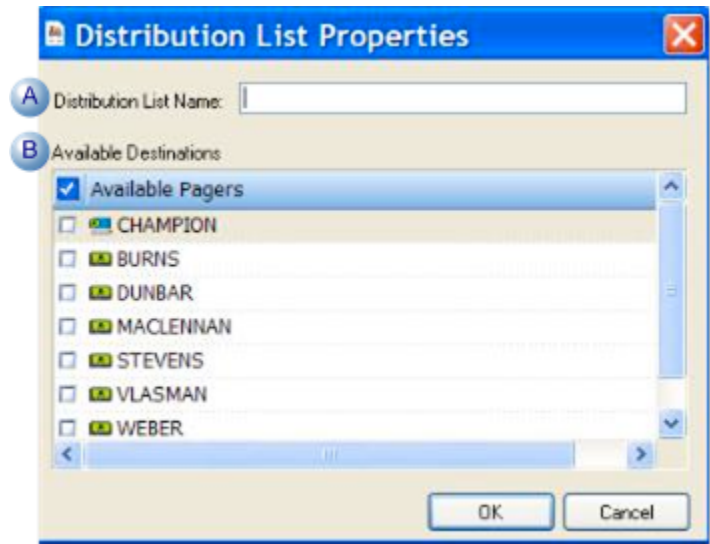 Distribution List Properties
A Distribution List Name:
B Available Destinations
Available Pagers
CHAMPION
BURNS
DUNBAR
MACLENNAN
STEVENS
VLASMAN
WEBER
OK Cancel